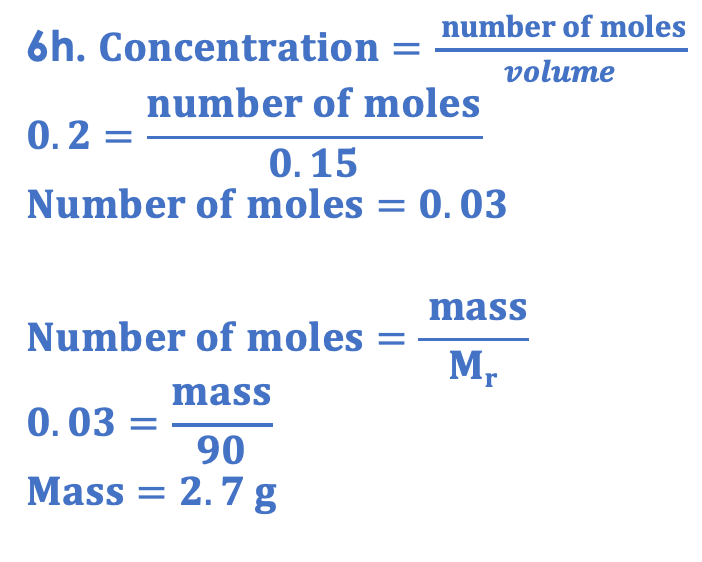 6h. Concentration = number of moles / volume
0.2 = number of moles / 0.15
Number of moles = 0.03
Number of moles = mass / Mᵣ
0.03 = mass / 90
Mass = 2.7 g